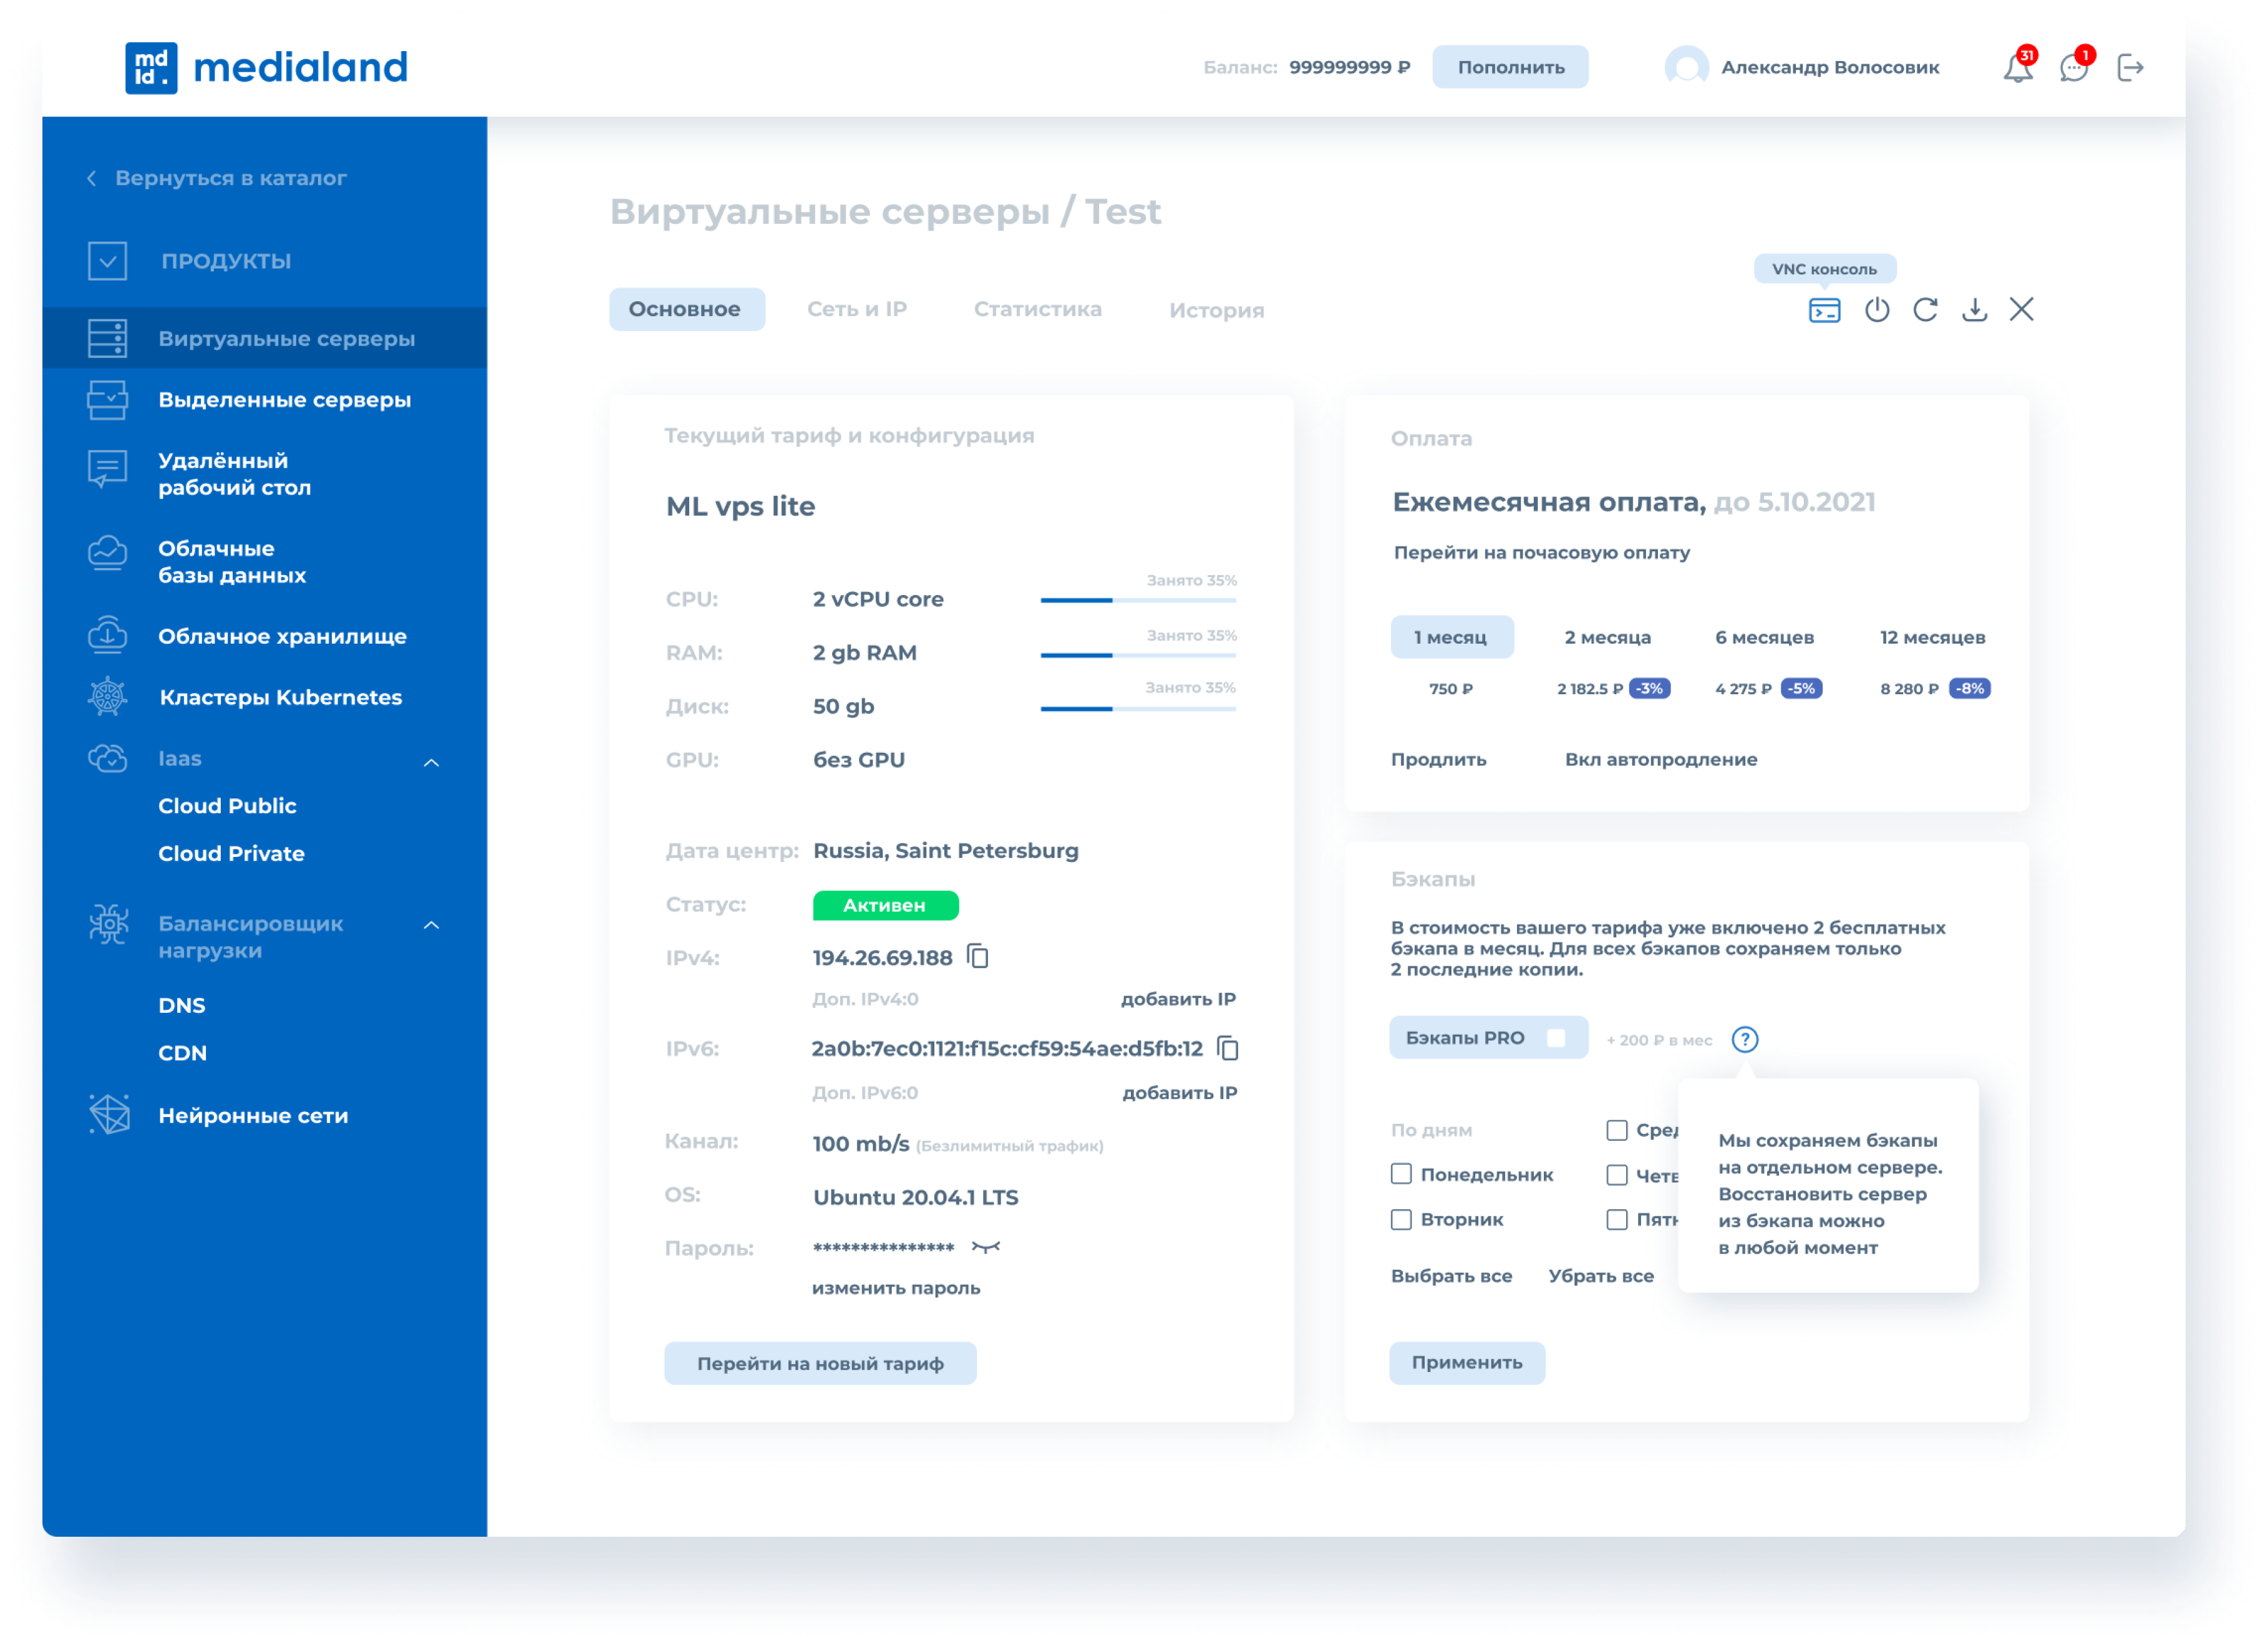 md
ld .
medialand
Баланс: 999999999 ₽
Пополнить
Александр Волосовик
31
1
Вернуться в каталог
ПРОДУКТЫ
Виртуальные серверы
Выделенные серверы
Удалённый
рабочий стол
Облачные
базы данных
Облачное хранилище
Кластеры Kubernetes
Iaas
Cloud Public
Cloud Private
Балансировщик
нагрузки
DNS
CDN
Нейронные сети
Виртуальные серверы / Test
VNC консоль
Основное
Сеть и IP
Статистика
История
Текущий тариф и конфигурация
ML vps lite
CPU: 2 vCPU core
Занято 35%
RAM: 2 gb RAM
Занято 35%
Диск: 50 gb
Занято 35%
GPU: без GPU
Дата центр: Russia, Saint Petersburg
Статус: Активен
IPv4: 194.26.69.188
Доп. IPv4:0 добавить IP
IPv6: 2a0b:7ec0:1121:f15c:cf59:54ae:d5fb:12
Доп. IPv6:0 добавить IP
Канал: 100 mb/s (Безлимитный трафик)
OS: Ubuntu 20.04.1 LTS
Пароль: ***************
изменить пароль
Перейти на новый тариф
Оплата
Ежемесячная оплата, до 5.10.2021
Перейти на почасовую оплату
1 месяц 2 месяца 6 месяцев 12 месяцев
750 ₽ 2 182.5 ₽ -3% 4 275 ₽ -5% 8 280 ₽ -8%
Продлить Вкл автопродление
Бэкапы
В стоимость вашего тарифа уже включено 2 бесплатных
бэкапа в месяц. Для всех бэкапов сохраняем только
2 последние копии.
Бэкапы PRO + 200 ₽ в мес ?
По дням
Понедельник
Вторник
Выбрать все Убрать все
Мы сохраняем бэкапы
на отдельном сервере.
Восстановить сервер
из бэкапа можно
в любой момент
Применить